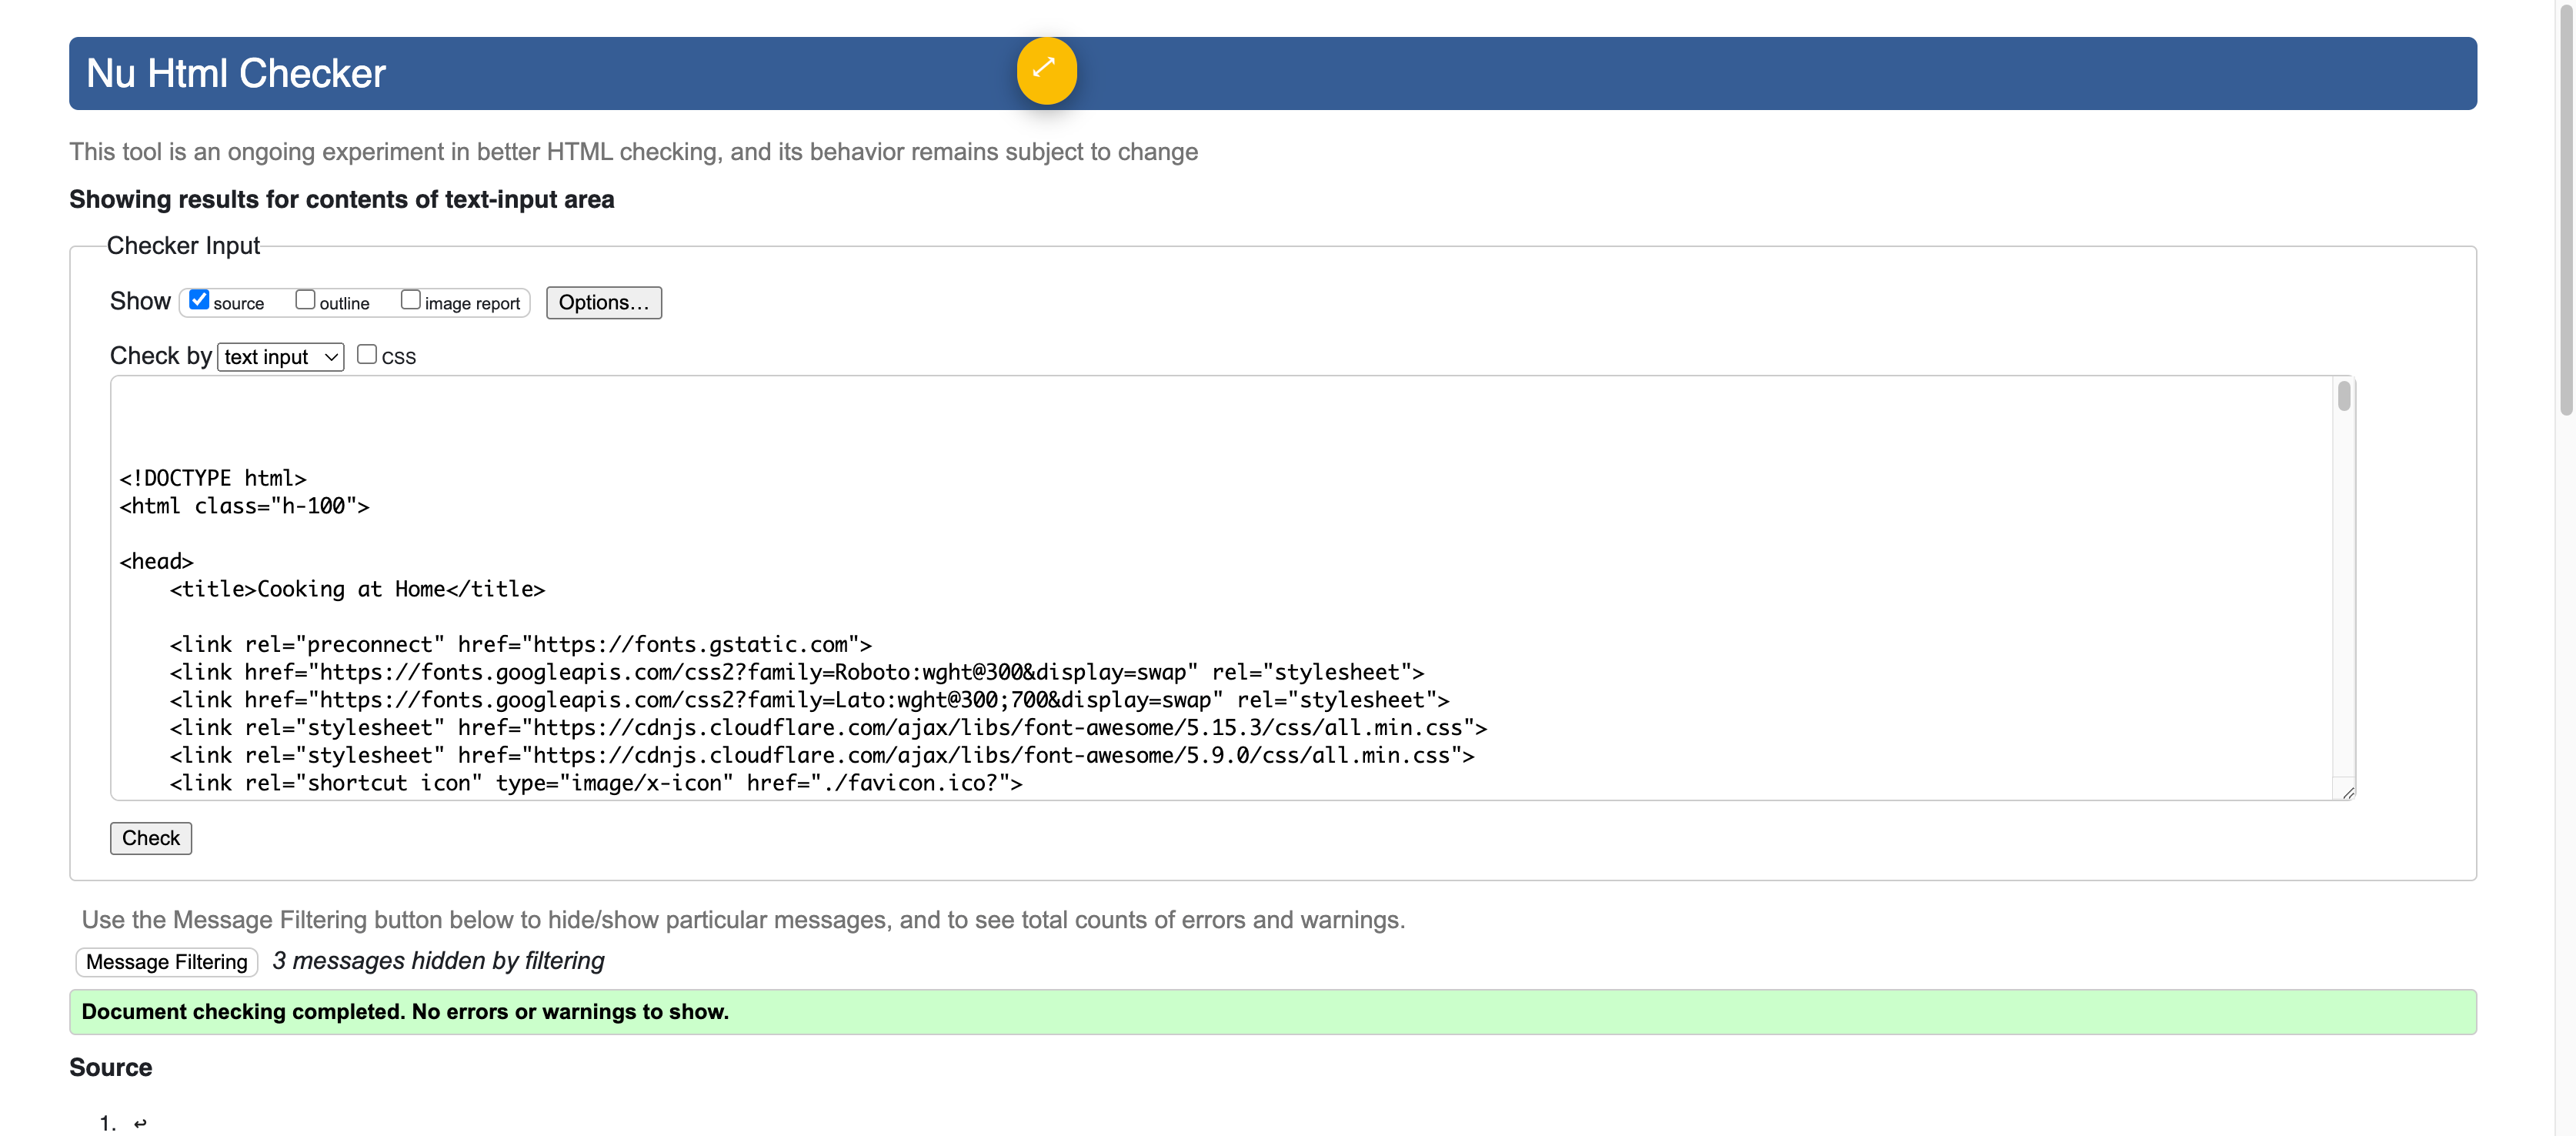 Nu Html Checker
This tool is an ongoing experiment in better HTML checking, and its behavior remains subject to change
Showing results for contents of text-input area
Checker Input
Show source outline image report Options...
Check by text input CSS
<!DOCTYPE html>
<html class="h-100">
<head>
<title>Cooking at Home</title>
<link rel="preconnect" href="https://fonts.gstatic.com">
<link href="https://fonts.googleapis.com/css2?family=Roboto:wght@300&display=swap" rel="stylesheet">
<link href="https://fonts.googleapis.com/css2?family=Lato:wght@300;700&display=swap" rel="stylesheet">
<link rel="stylesheet" href="https://cdnjs.cloudflare.com/ajax/libs/font-awesome/5.15.3/css/all.min.css">
<link rel="stylesheet" href="https://cdnjs.cloudflare.com/ajax/libs/font-awesome/5.9.0/css/all.min.css">
<link rel="shortcut icon" type="image/x-icon" href="./favicon.ico?">
Check
Use the Message Filtering button below to hide/show particular messages, and to see total counts of errors and warnings.
Message Filtering 3 messages hidden by filtering
Document checking completed. No errors or warnings to show.
Source
1. ↩